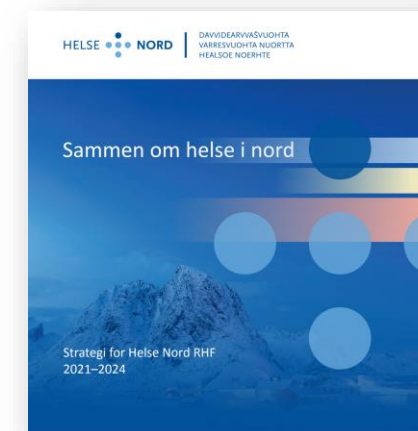 HELSE NORD
DAVVIDEARVVAŠVUOHTA
VARRESVUOHTA NUORTTA
HEALSOE NOERHTE
Sammen om helse i nord
Strategi for Helse Nord RHF
2021–2024